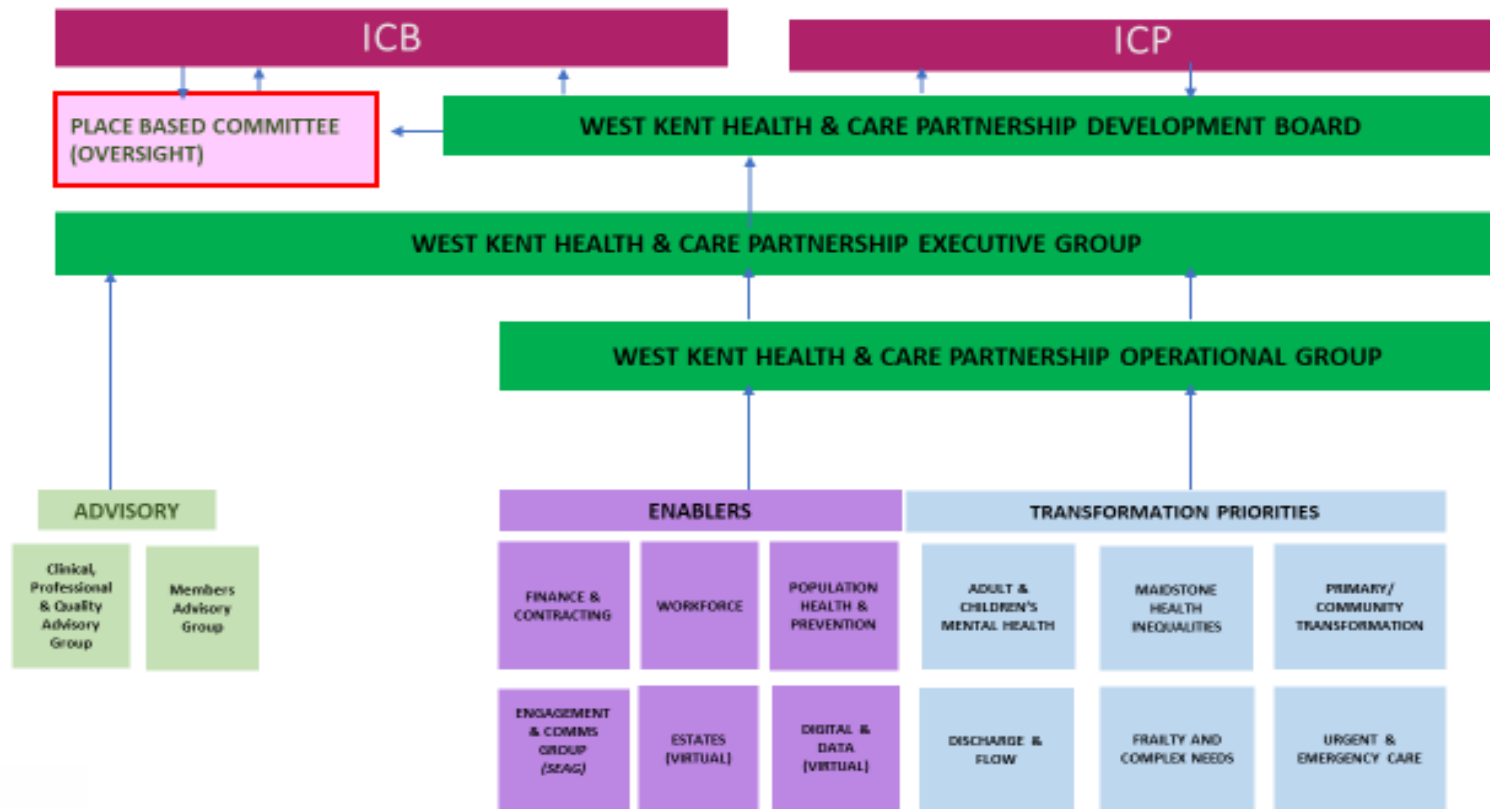 ICB
ICP
PLACE BASED COMMITTEE
(OVERSIGHT)
WEST KENT HEALTH & CARE PARTNERSHIP DEVELOPMENT BOARD
WEST KENT HEALTH & CARE PARTNERSHIP EXECUTIVE GROUP
WEST KENT HEALTH & CARE PARTNERSHIP OPERATIONAL GROUP
ADVISORY
Clinical,
Professional
& Quality
Advisory
Group
Members
Advisory
Group
ENABLERS
FINANCE &
CONTRACTING
WORKFORCE
POPULATION
HEALTH &
PREVENTION
ENGAGEMENT
& COMMS
GROUP
(SEAG)
ESTATES
(VIRTUAL)
DIGITAL &
DATA
(VIRTUAL)
TRANSFORMATION PRIORITIES
ADULT &
CHILDREN'S
MENTAL HEALTH
MAIDSTONE
HEALTH
INEQUALITIES
PRIMARY/
COMMUNITY
TRANSFORMATION
DISCHARGE &
FLOW
FRAILTY AND
COMPLEX NEEDS
URGENT &
EMERGENCY CARE